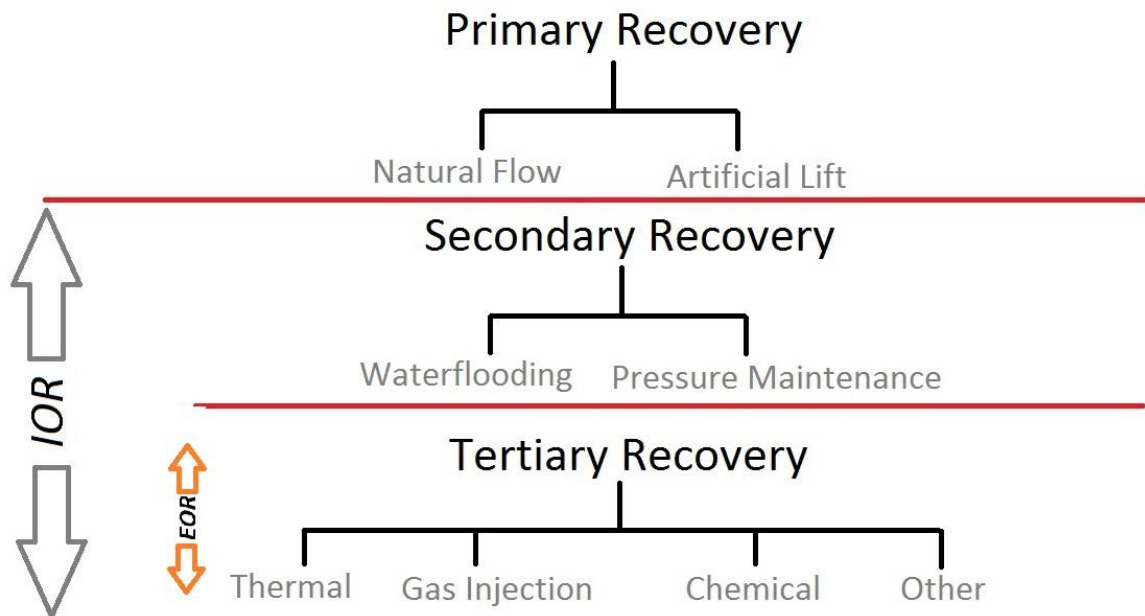 Primary Recovery
Natural Flow
Artificial Lift
Secondary Recovery
Waterflooding
Pressure Maintenance
IOR
Tertiary Recovery
EOR
Thermal
Gas Injection
Chemical
Other